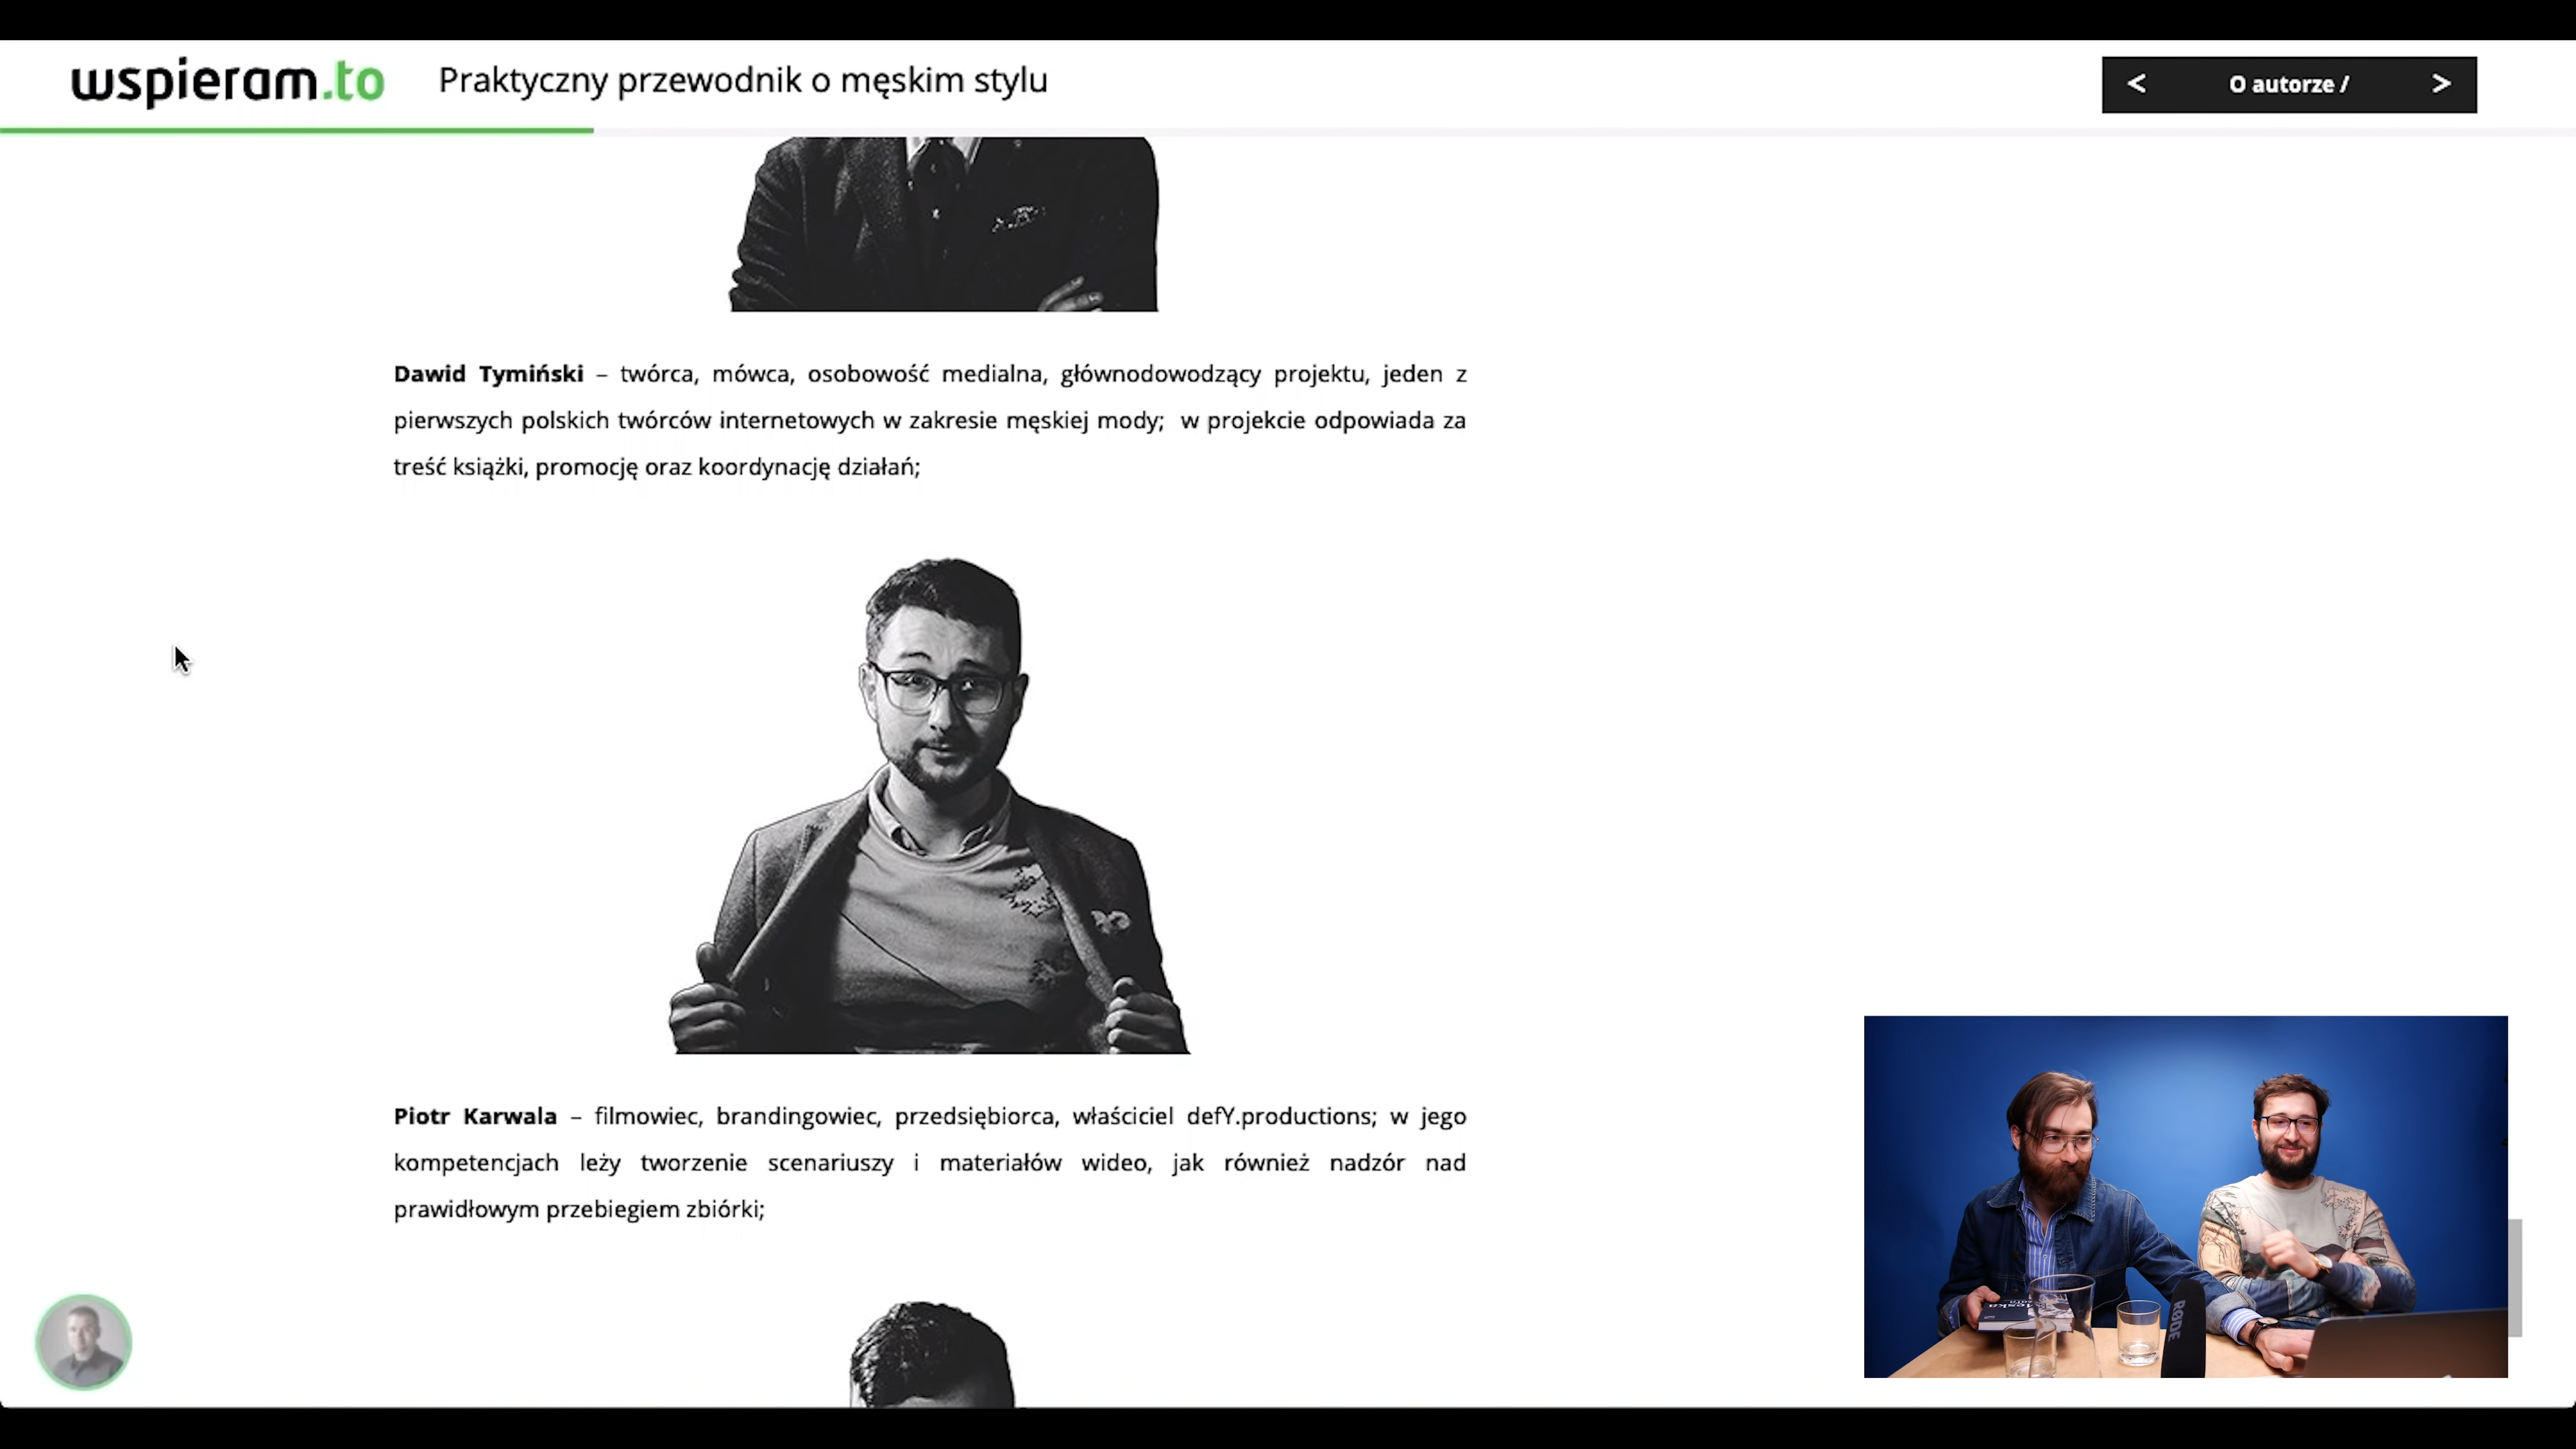 wspieram.to Praktyczny przewodnik o męskim stylu < O autorze / >
Dawid Tymiński – twórca, mówca, osobowość medialna, głównodowodzący projektu, jeden z
pierwszych polskich twórców internetowych w zakresie męskiej mody; w projekcie odpowiada za
treść książki, promocję oraz koordynację działań;
Piotr Karwala – filmowiec, brandingowiec, przedsiębiorca, właściciel defY.productions; w jego
kompetencjach leży tworzenie scenariuszy i materiałów wideo, jak również nadzór nad
prawidłowym przebiegiem zbiórki;
RØDE